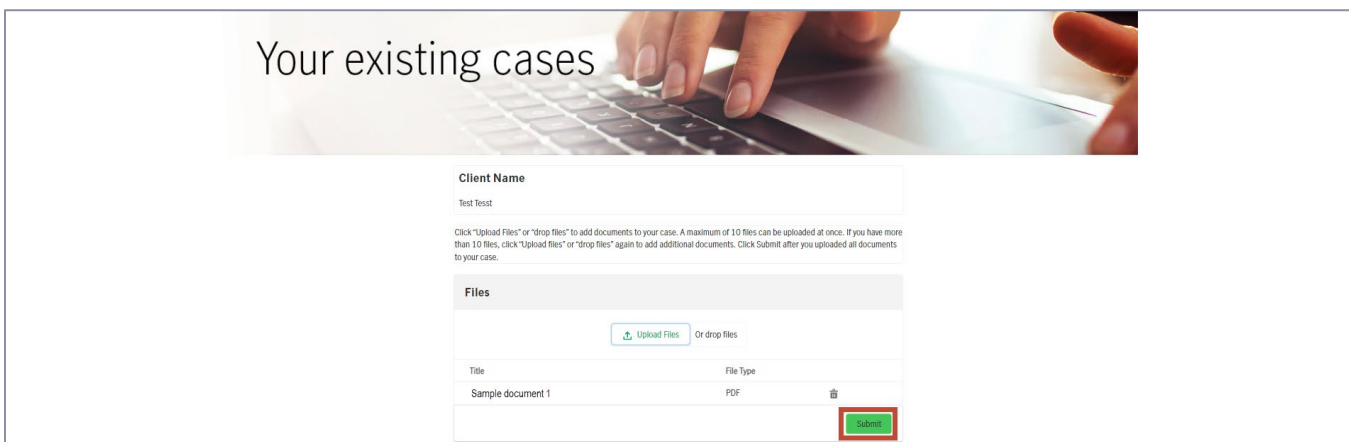 Your existing cases
Client Name
Test Tesst
Click "Upload Files" or "drop files" to add documents to your case. A maximum of 10 files can be uploaded at once. If you have more
than 10 files, click "Upload files" or "drop files" again to add additional documents. Click Submit after you uploaded all documents
to your case.
Files
Upload Files Or drop files
Title File Type
Sample document 1 PDF
Submit